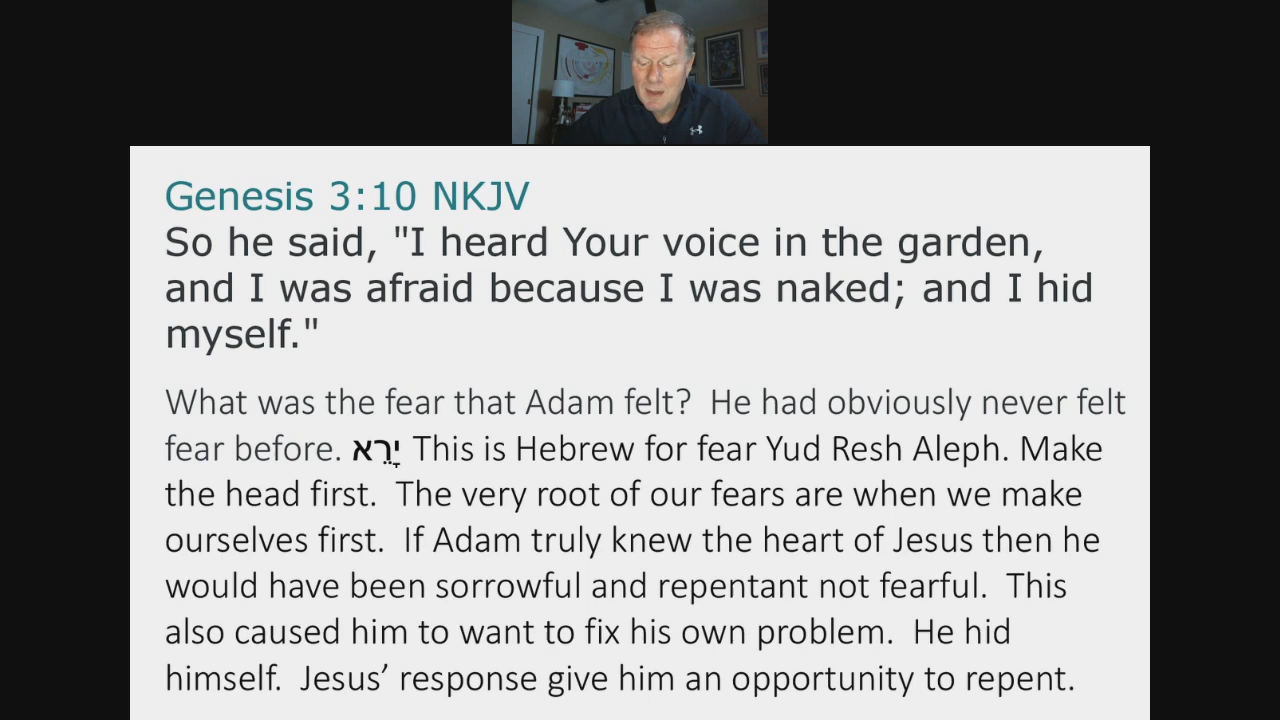 Genesis 3:10 NKJV
So he said, "I heard Your voice in the garden,
and I was afraid because I was naked; and I hid
myself."
What was the fear that Adam felt?  He had obviously never felt
fear before. יָרֵא This is Hebrew for fear Yud Resh Aleph. Make
the head first.  The very root of our fears are when we make
ourselves first.  If Adam truly knew the heart of Jesus then he
would have been sorrowful and repentant not fearful.  This
also caused him to want to fix his own problem.  He hid
himself.  Jesus’ response give him an opportunity to repent.